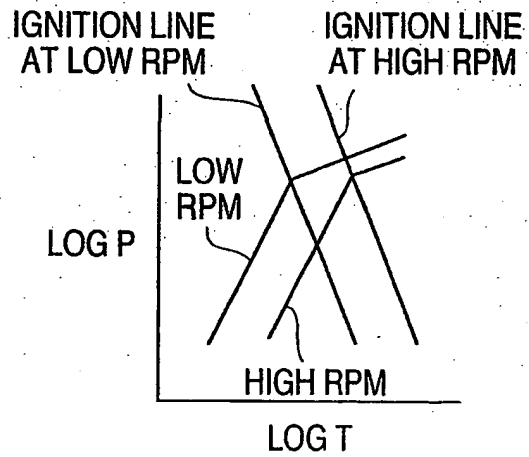 IGNITION LINE
AT LOW RPM
IGNITION LINE
AT HIGH RPM
LOW
RPM
LOG P
HIGH RPM
LOG T